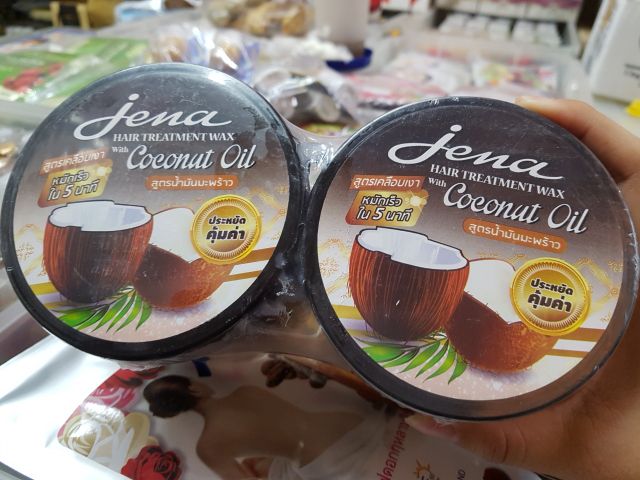 jena
HAIR TREATMENT WAX
With Coconut Oil
สูตรเคลือบเงา
หมักเร็ว
ใน 5 นาที
สูตรน้ำมันมะพร้าว
ประหยัด
คุ้มค่า
jena
HAIR TREATMENT WAX
With Coconut Oil
สูตรเคลือบเงา
หมักเร็ว
ใน 5 นาที
สูตรน้ำมันมะพร้าว
ประหยัด
คุ้มค่า